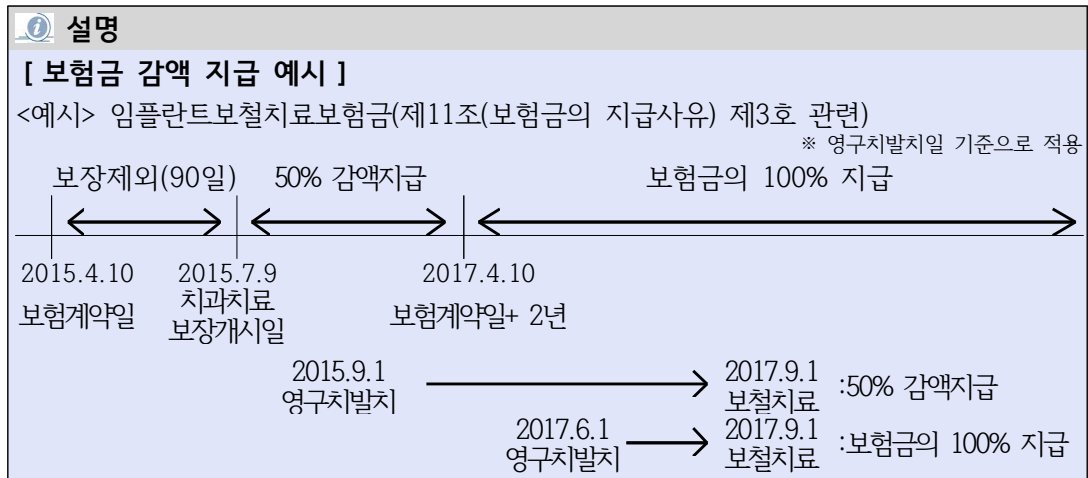 설명
[ 보험금 감액 지급 예시 ]
<예시> 임플란트보철치료보험금(제11조(보험금의 지급사유) 제3호 관련)
※ 영구치발치일 기준으로 적용
보장제외(90일) 50% 감액지급 보험금의 100% 지급
2015.4.10 2015.7.9 2017.4.10
보험계약일 치과치료 보장개시일 보험계약일+ 2년
2015.9.1 2017.9.1
영구치발치 보철치료 :50% 감액지급
2017.6.1 2017.9.1
영구치발치 보철치료 :보험금의 100% 지급